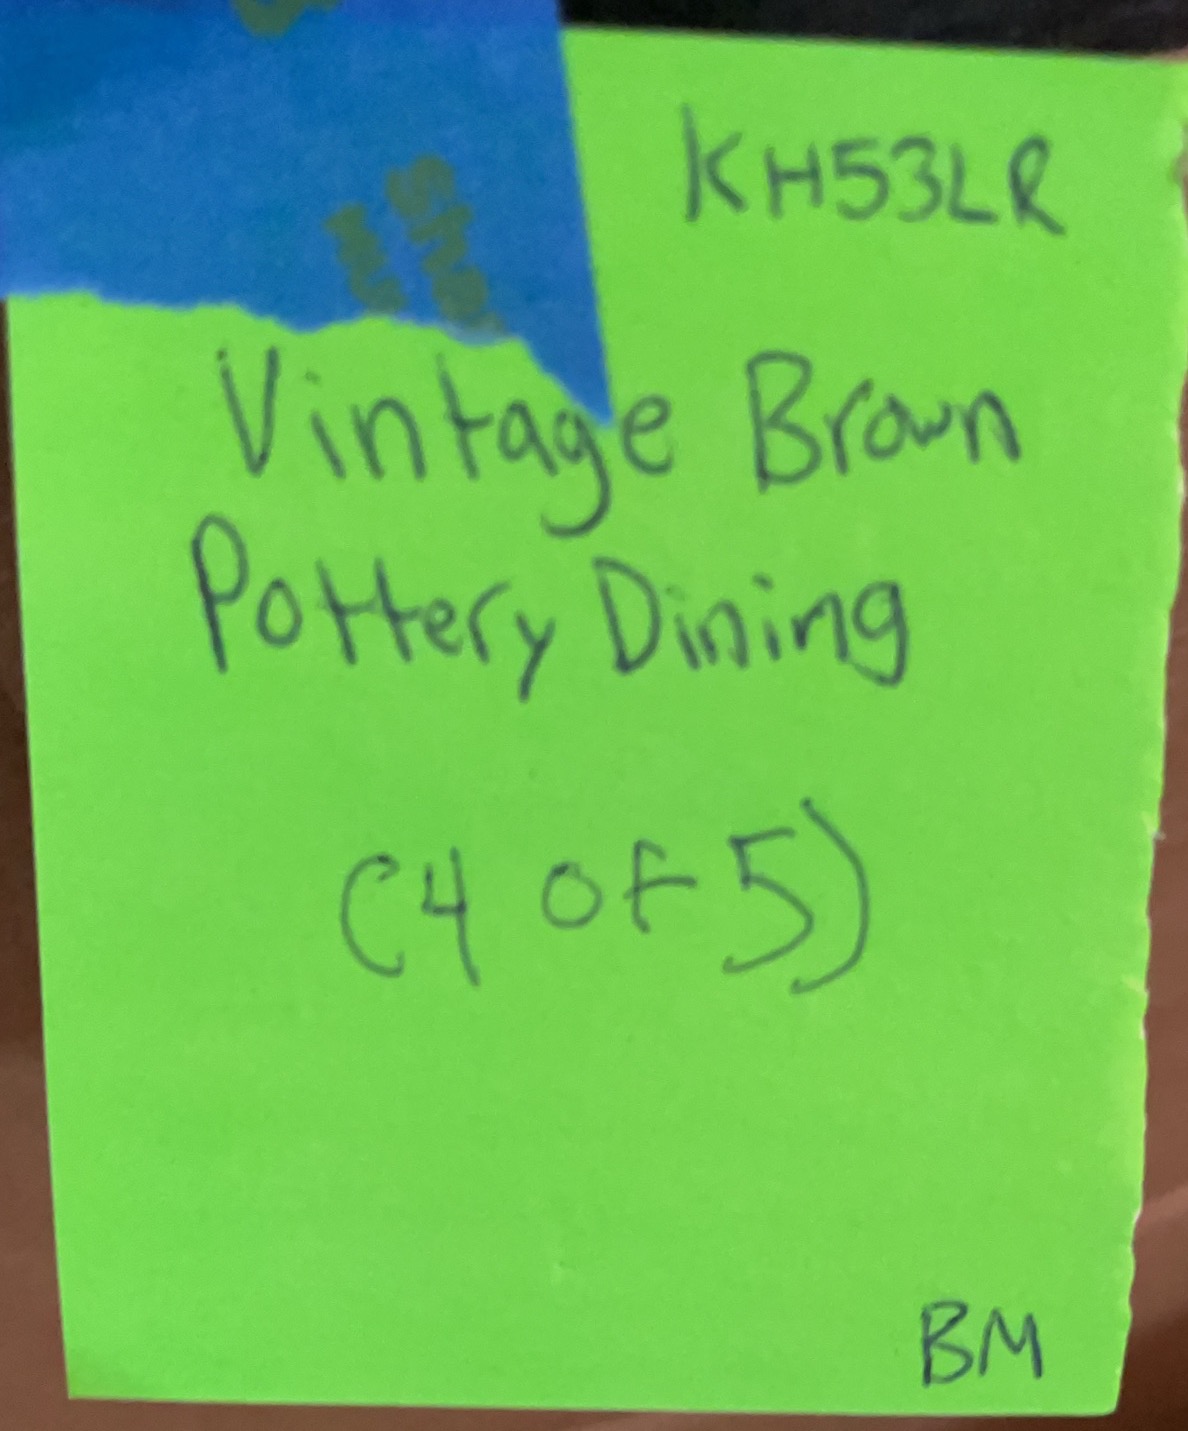 KH53LR
Vintage Brown
Pottery Dining
(4 of 5)
BM